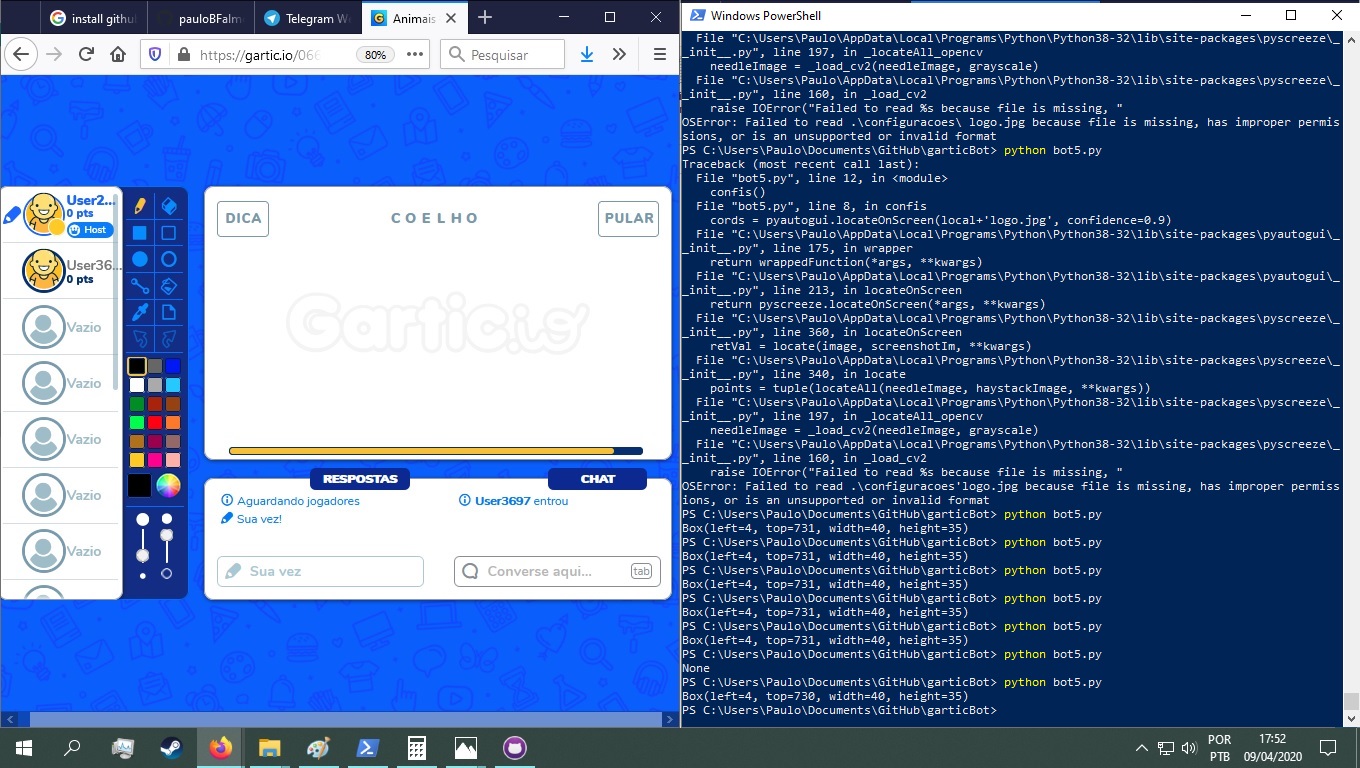 install githu
pauloBFalm
Telegram We
Animais
https://gartic.io/066
80%
Pesquisar
User2...
0 pts
Host
User36...
0 pts
Vazio
Vazio
Vazio
Vazio
Vazio
DICA
COELHO
PULAR
Gartic.io
RESPOSTAS
CHAT
Aguardando jogadores
Sua vez!
User3697 entrou
Sua vez
Converse aqui...
tab
Windows PowerShell
File "C:\Users\Paulo\AppData\Local\Programs\Python\Python38-32\lib\site-packages\pyscreeze\_
_init__.py", line 197, in _locateAll_opencv
needleImage = _load_cv2(needleImage, grayscale)
File "C:\Users\Paulo\AppData\Local\Programs\Python\Python38-32\lib\site-packages\pyscreeze\_
_init__.py", line 160, in _load_cv2
raise IOError("Failed to read %s because file is missing, "
OSError: Failed to read .\configuracoes\ logo.jpg because file is missing, has improper permis
sions, or is an unsupported or invalid format
PS C:\Users\Paulo\Documents\GitHub\garticBot> python bot5.py
Traceback (most recent call last):
File "bot5.py", line 12, in <module>
confis()
File "bot5.py", line 8, in confis
cords = pyautogui.locateOnScreen(local+'logo.jpg', confidence=0.9)
File "C:\Users\Paulo\AppData\Local\Programs\Python\Python38-32\lib\site-packages\pyautogui\_
_init__.py", line 175, in wrapper
return wrappedFunction(*args, **kwargs)
File "C:\Users\Paulo\AppData\Local\Programs\Python\Python38-32\lib\site-packages\pyautogui\_
_init__.py", line 213, in locateOnScreen
return pyscreeze.locateOnScreen(*args, **kwargs)
File "C:\Users\Paulo\AppData\Local\Programs\Python\Python38-32\lib\site-packages\pyscreeze\_
_init__.py", line 360, in locateOnScreen
retVal = locate(image, screenshotIm, **kwargs)
File "C:\Users\Paulo\AppData\Local\Programs\Python\Python38-32\lib\site-packages\pyscreeze\_
_init__.py", line 340, in locate
points = tuple(locateAll(needleImage, haystackImage, **kwargs))
File "C:\Users\Paulo\AppData\Local\Programs\Python\Python38-32\lib\site-packages\pyscreeze\_
_init__.py", line 197, in _locateAll_opencv
needleImage = _load_cv2(needleImage, grayscale)
File "C:\Users\Paulo\AppData\Local\Programs\Python\Python38-32\lib\site-packages\pyscreeze\_
_init__.py", line 160, in _load_cv2
raise IOError("Failed to read %s because file is missing, "
OSError: Failed to read .\configuracoes'logo.jpg because file is missing, has improper permiss
ions, or is an unsupported or invalid format
PS C:\Users\Paulo\Documents\GitHub\garticBot> python bot5.py
Box(left=4, top=731, width=40, height=35)
PS C:\Users\Paulo\Documents\GitHub\garticBot> python bot5.py
Box(left=4, top=731, width=40, height=35)
PS C:\Users\Paulo\Documents\GitHub\garticBot> python bot5.py
Box(left=4, top=731, width=40, height=35)
PS C:\Users\Paulo\Documents\GitHub\garticBot> python bot5.py
Box(left=4, top=731, width=40, height=35)
PS C:\Users\Paulo\Documents\GitHub\garticBot> python bot5.py
Box(left=4, top=731, width=40, height=35)
PS C:\Users\Paulo\Documents\GitHub\garticBot> python bot5.py
None
PS C:\Users\Paulo\Documents\GitHub\garticBot> python bot5.py
Box(left=4, top=730, width=40, height=35)
PS C:\Users\Paulo\Documents\GitHub\garticBot>
POR
PTB
17:52
09/04/2020